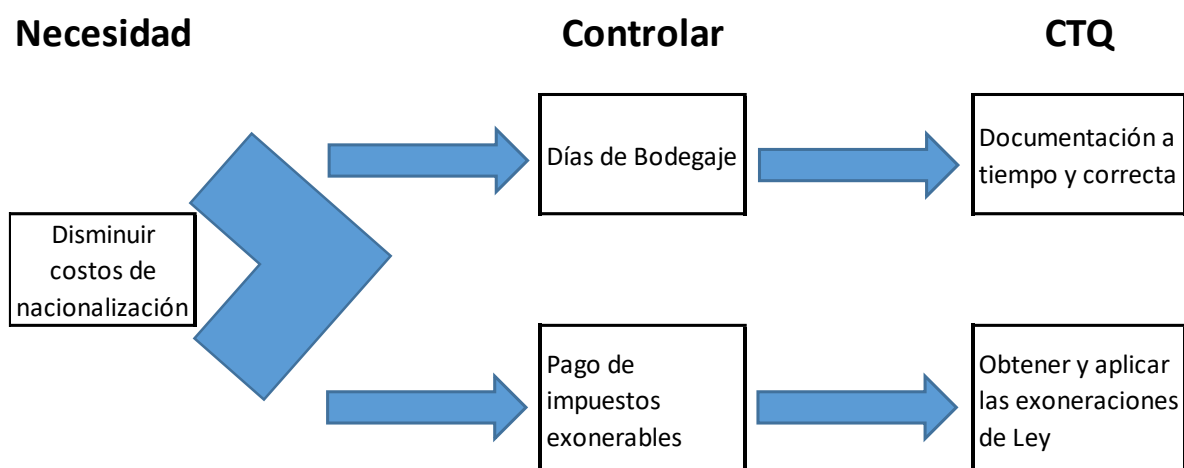 Necesidad
Controlar
CTQ
Disminuir
costos de
nacionalización
Días de Bodegaje
Documentación a
tiempo y correcta
Pago de
impuestos
exonerables
Obtener y aplicar
las exoneraciones
de Ley